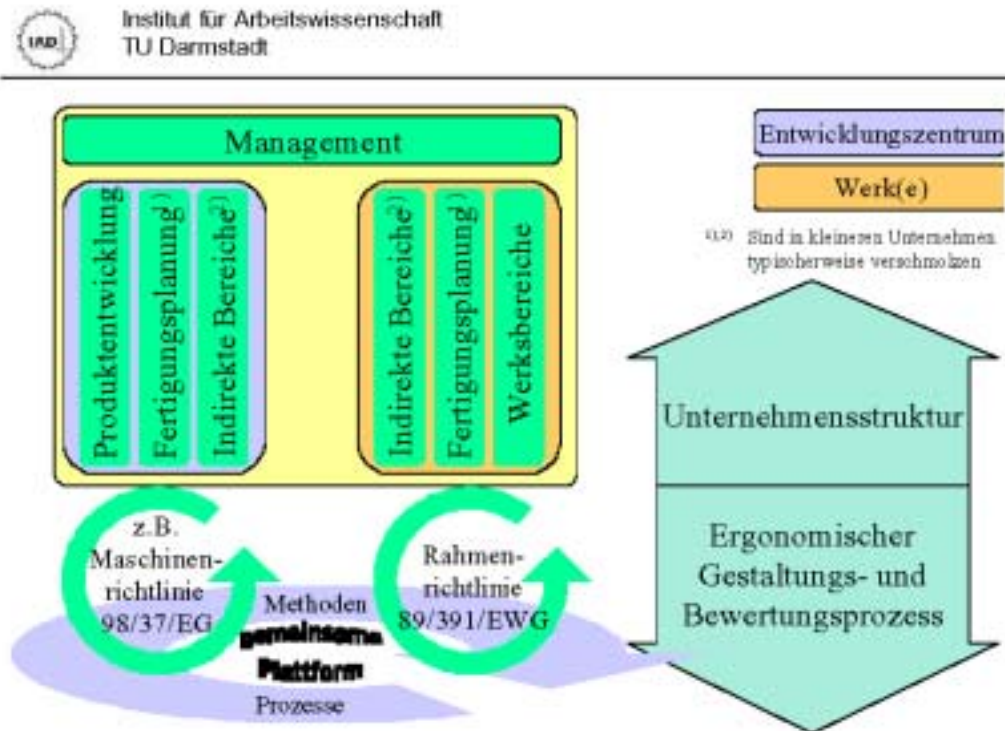 IAD
Institut für Arbeitswissenschaft
TU Darmstadt
Management
Produktentwicklung
Fertigungsplanung1)
Indirekte Bereiche2)
Indirekte Bereiche2)
Fertigungsplanung1)
Werksbereiche
Entwicklungszentrum
Werk(e)
1),2) Sind in kleineren Unternehmen
typischerweise verschmolzen
Unternehmensstruktur
Ergonomischer
Gestaltungs- und
Bewertungsprozess
z.B.
Maschinen-
richtlinie
98/37/EG
Rahmen-
richtlinie
89/391/EWG
Methoden
gemeinsame
Plattform
Prozesse